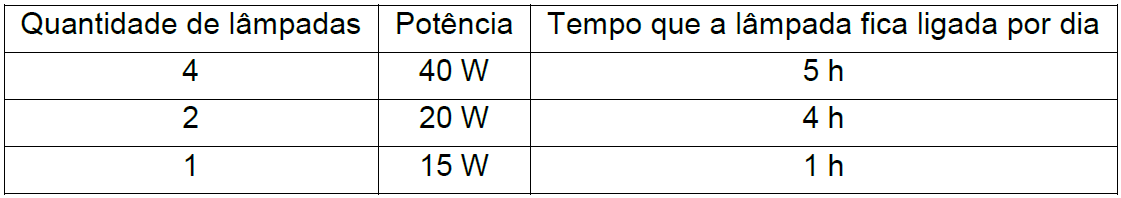 Quantidade de lâmpadas Potência Tempo que a lâmpada fica ligada por dia
4 40 W 5 h
2 20 W 4 h
1 15 W 1 h